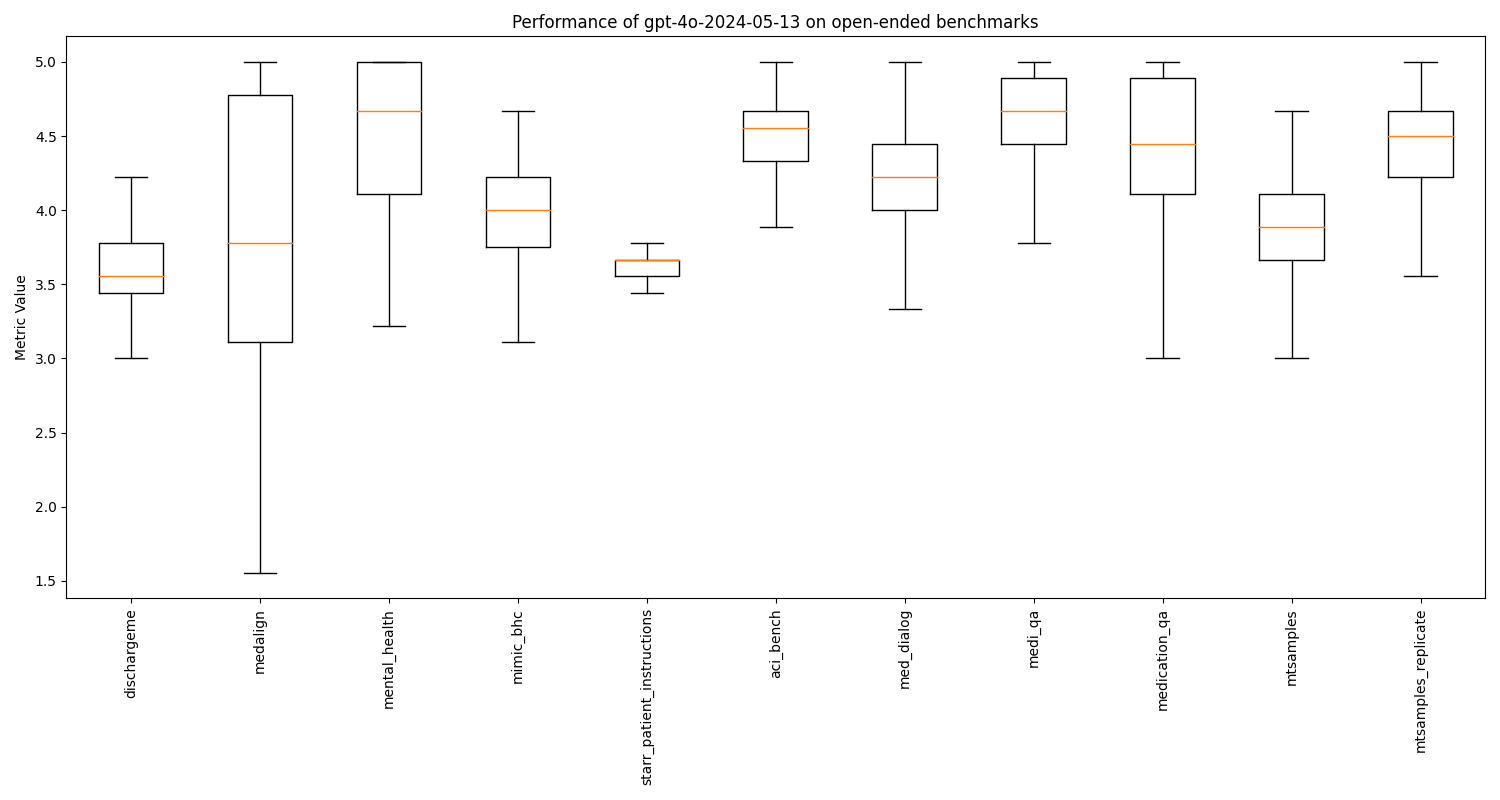 Performance of gpt-4o-2024-05-13 on open-ended benchmarks
Metric Value
5.0
4.5
4.0
3.5
3.0
2.5
2.0
1.5
dischargeme
medalign
mental_health
mimic_bhc
starr_patient_instructions
aci_bench
med_dialog
medi_qa
medication_qa
mtsamples
mtsamples_replicate